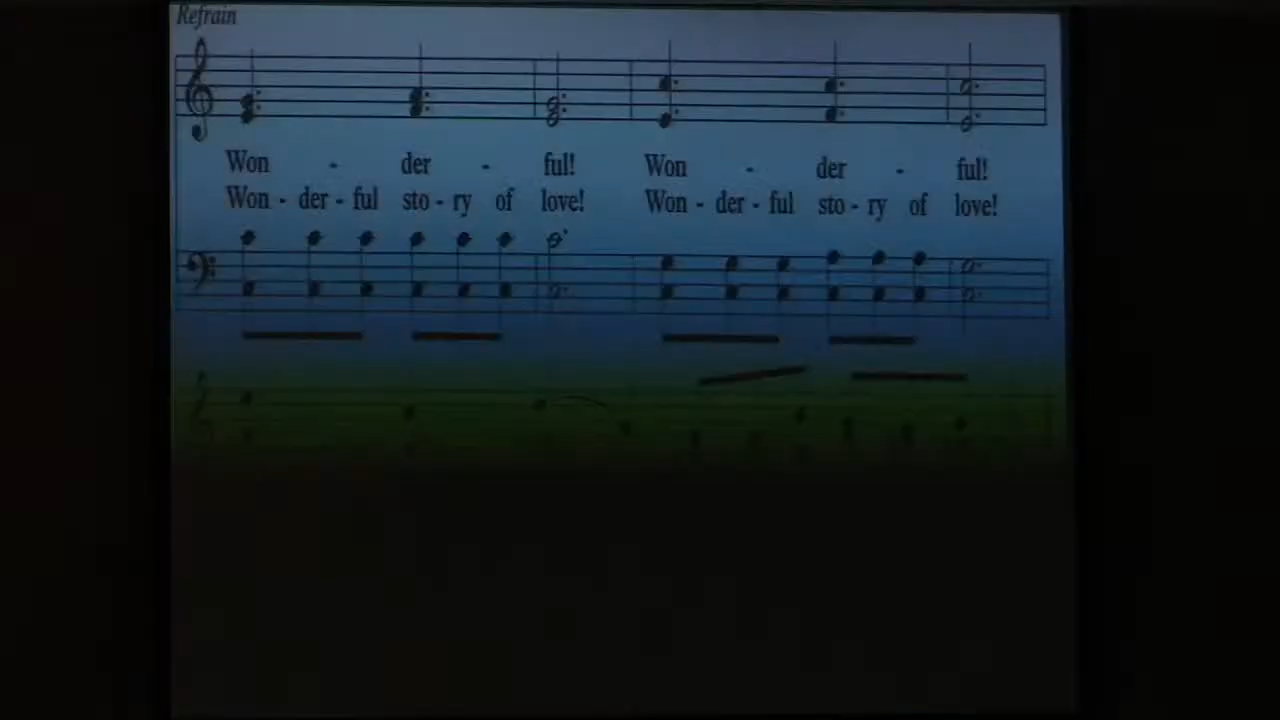 Refrain
Won - der - ful! Won - der - ful!
Won - der - ful sto - ry of love! Won - der - ful sto - ry of love!